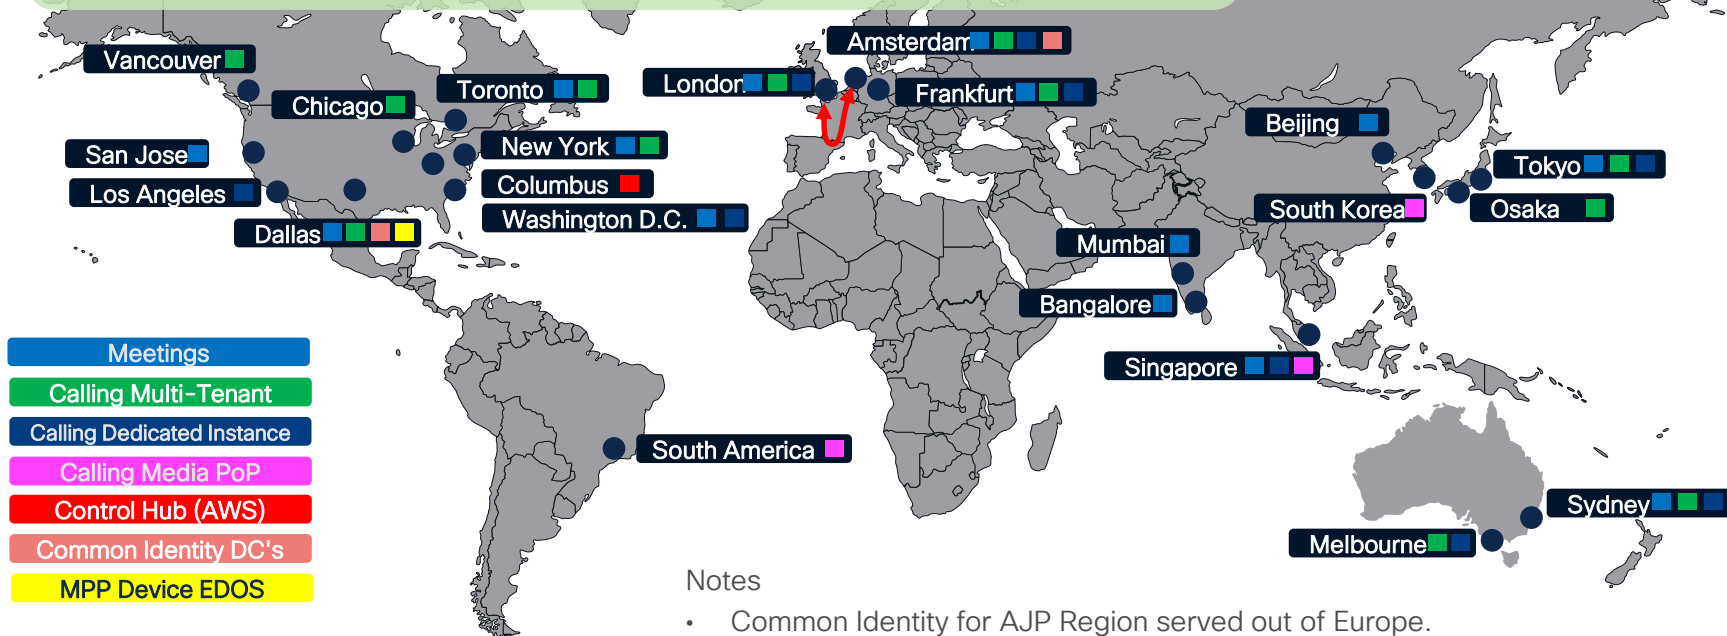 Amsterdam
Vancouver
London
Toronto
Frankfurt
Chicago
Beijing
New York
San Jose
Tokyo
Columbus
Los Angeles
South Korea
Osaka
Washington D.C.
Dallas
Mumbai
Bangalore
Meetings
Singapore
Calling Multi-Tenant
Calling Dedicated Instance
South America
Calling Media PoP
Sydney
Control Hub (AWS)
Melbourne
Common Identity DC's
MPP Device EDOS
Notes
• Common Identity for AJP Region served out of Europe.